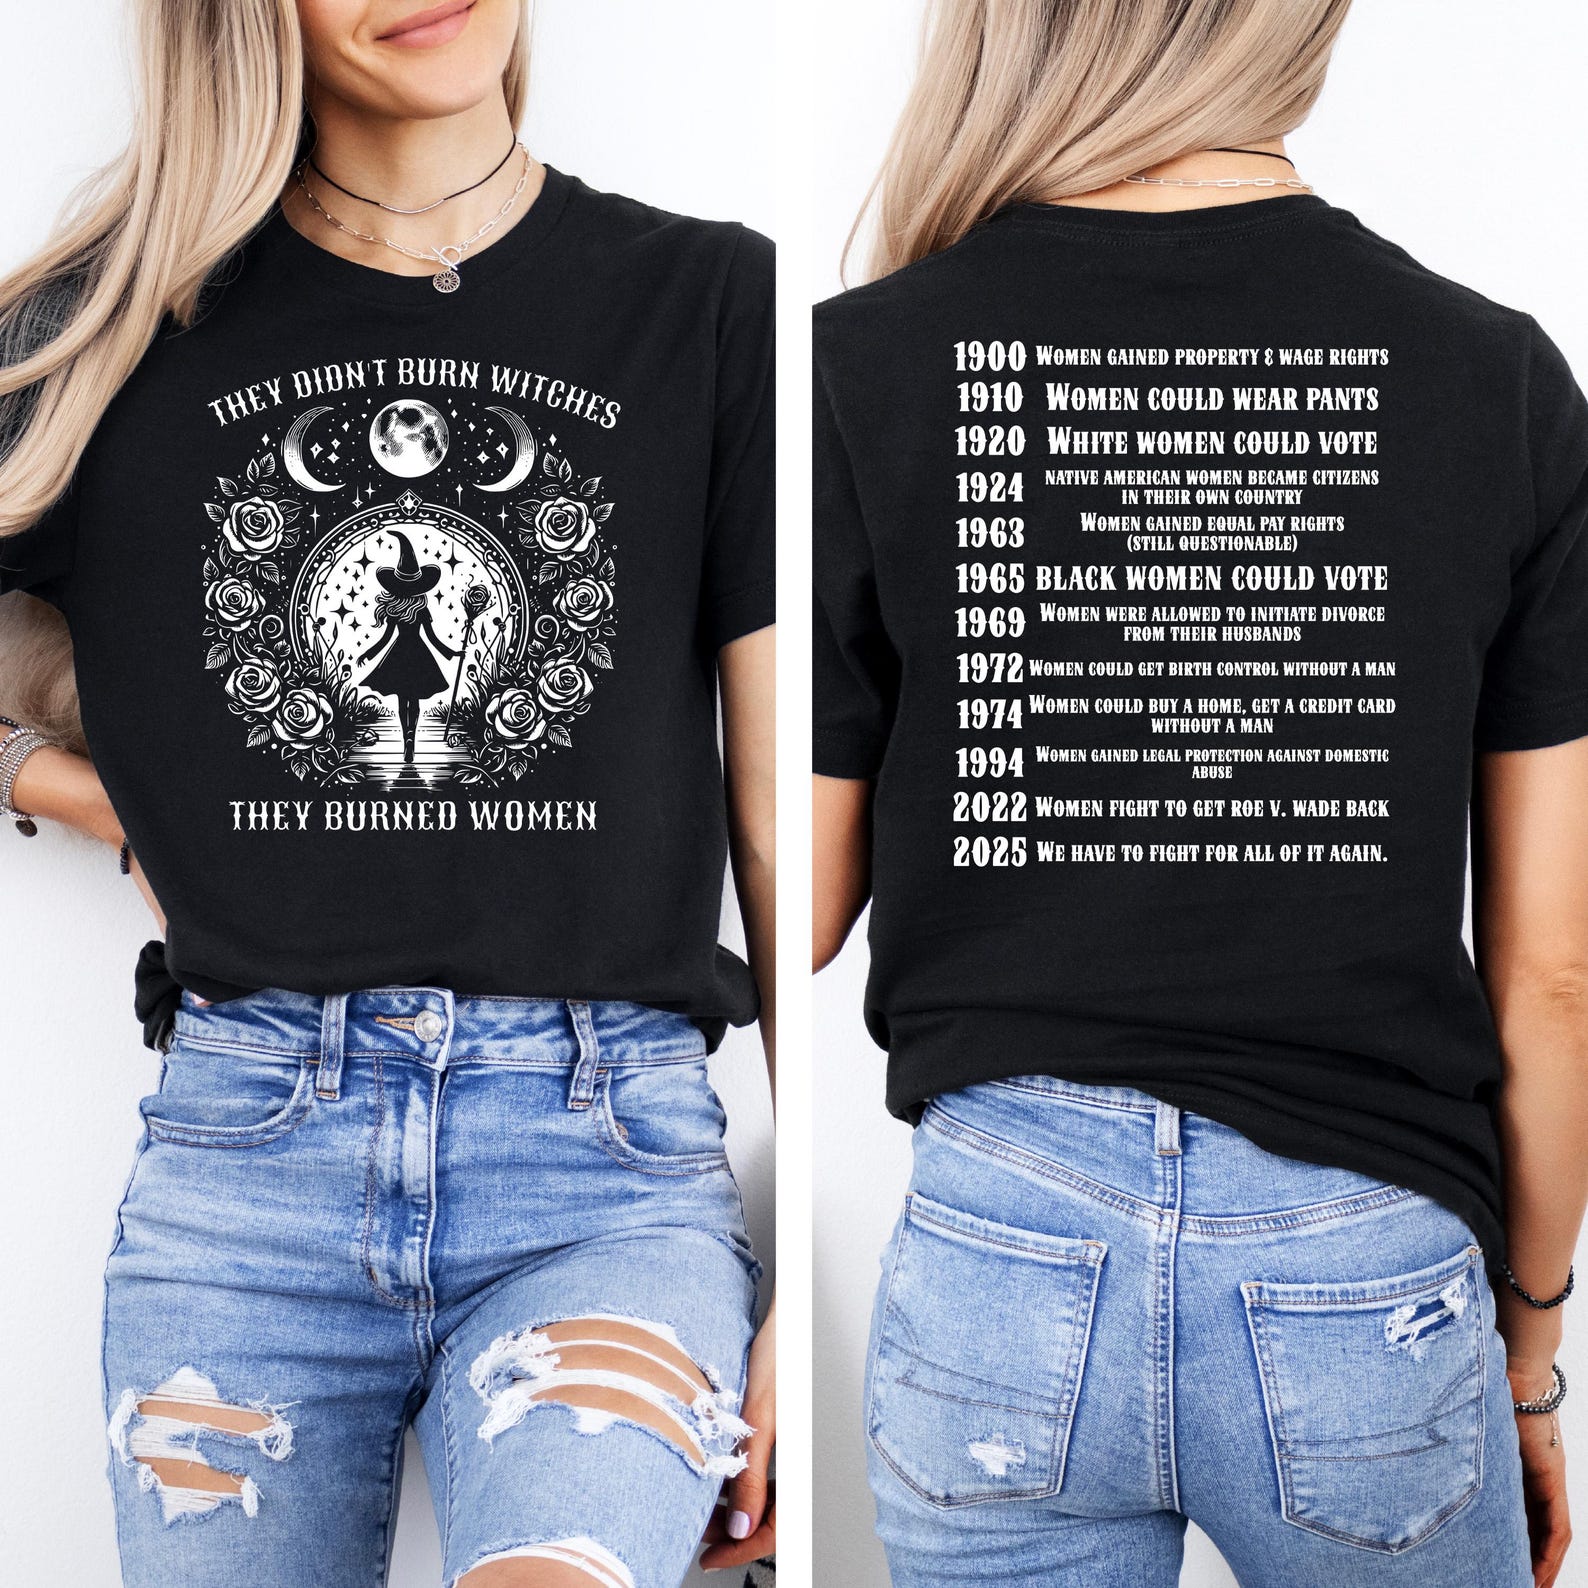 THEY DIDN'T BURN WITCHES
THEY BURNED WOMEN
1900 WOMEN GAINED PROPERTY & WAGE RIGHTS
1910 WOMEN COULD WEAR PANTS
1920 WHITE WOMEN COULD VOTE
1924 NATIVE AMERICAN WOMEN BECAME CITIZENS
IN THEIR OWN COUNTRY
1963 WOMEN GAINED EQUAL PAY RIGHTS
(STILL QUESTIONABLE)
1965 BLACK WOMEN COULD VOTE
1969 WOMEN WERE ALLOWED TO INITIATE DIVORCE
FROM THEIR HUSBANDS
1972 WOMEN COULD GET BIRTH CONTROL WITHOUT A MAN
1974 WOMEN COULD BUY A HOME, GET A CREDIT CARD
WITHOUT A MAN
1994 WOMEN GAINED LEGAL PROTECTION AGAINST DOMESTIC
ABUSE
2022 WOMEN FIGHT TO GET ROE V. WADE BACK
2025 WE HAVE TO FIGHT FOR ALL OF IT AGAIN.